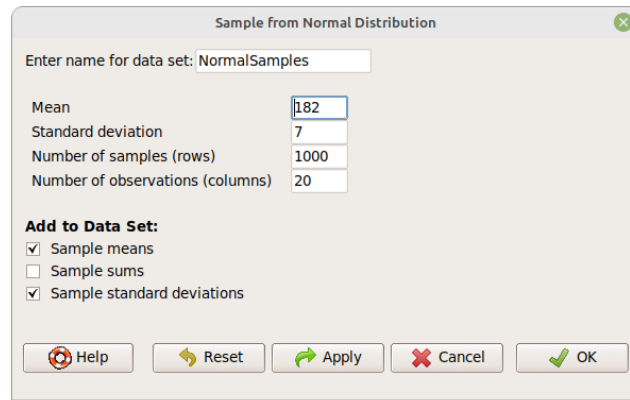 Sample from Normal Distribution
Enter name for data set: NormalSamples
Mean 182
Standard deviation 7
Number of samples (rows) 1000
Number of observations (columns) 20
Add to Data Set:
Sample means
Sample sums
Sample standard deviations
Help Reset Apply Cancel OK